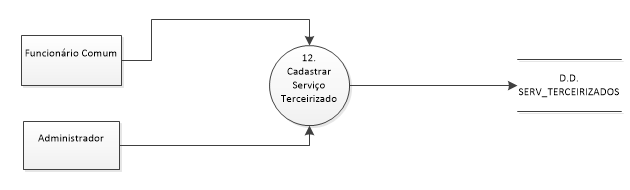 Funcionário Comum
12.
Cadastrar
Serviço
Terceirizado
D.D.
SERV_TERCEIRIZADOS
Administrador